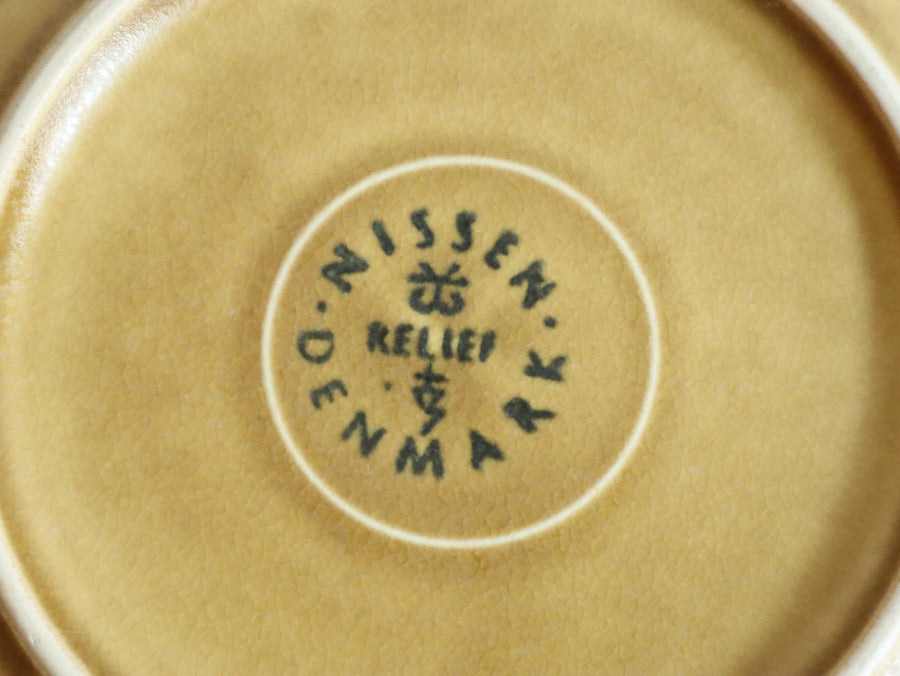 NISSEN
RELIEF
DENMARK